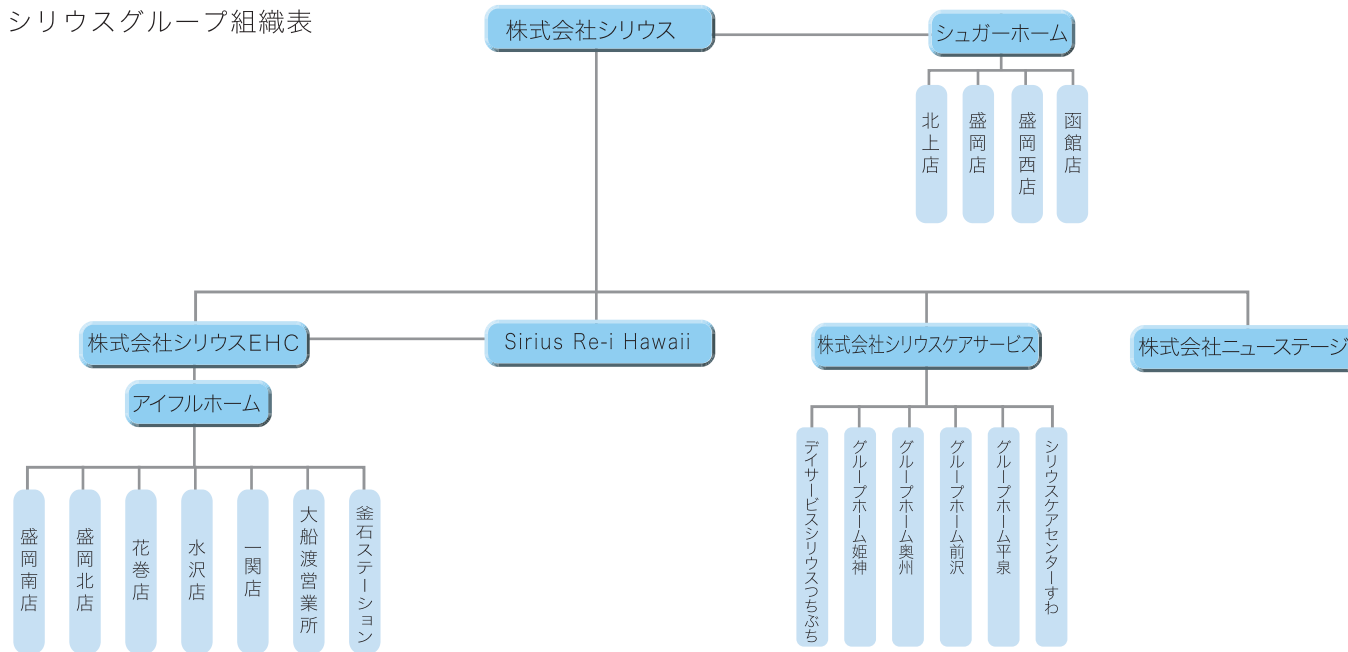 シリウスグループ組織表
株式会社シリウス
シュガーホーム
北上店
盛岡店
盛岡西店
函館店
株式会社シリウスEHC
Sirius Re-i Hawaii
株式会社シリウスケアサービス
株式会社ニューステージ
アイフルホーム
盛岡南店
盛岡北店
花巻店
水沢店
一関店
大船渡営業所
釜石ステーション
デイサービスシリウスつちぶち
グループホーム姫神
グループホーム奥州
グループホーム前沢
グループホーム平泉
シリウスケアセンターすわ